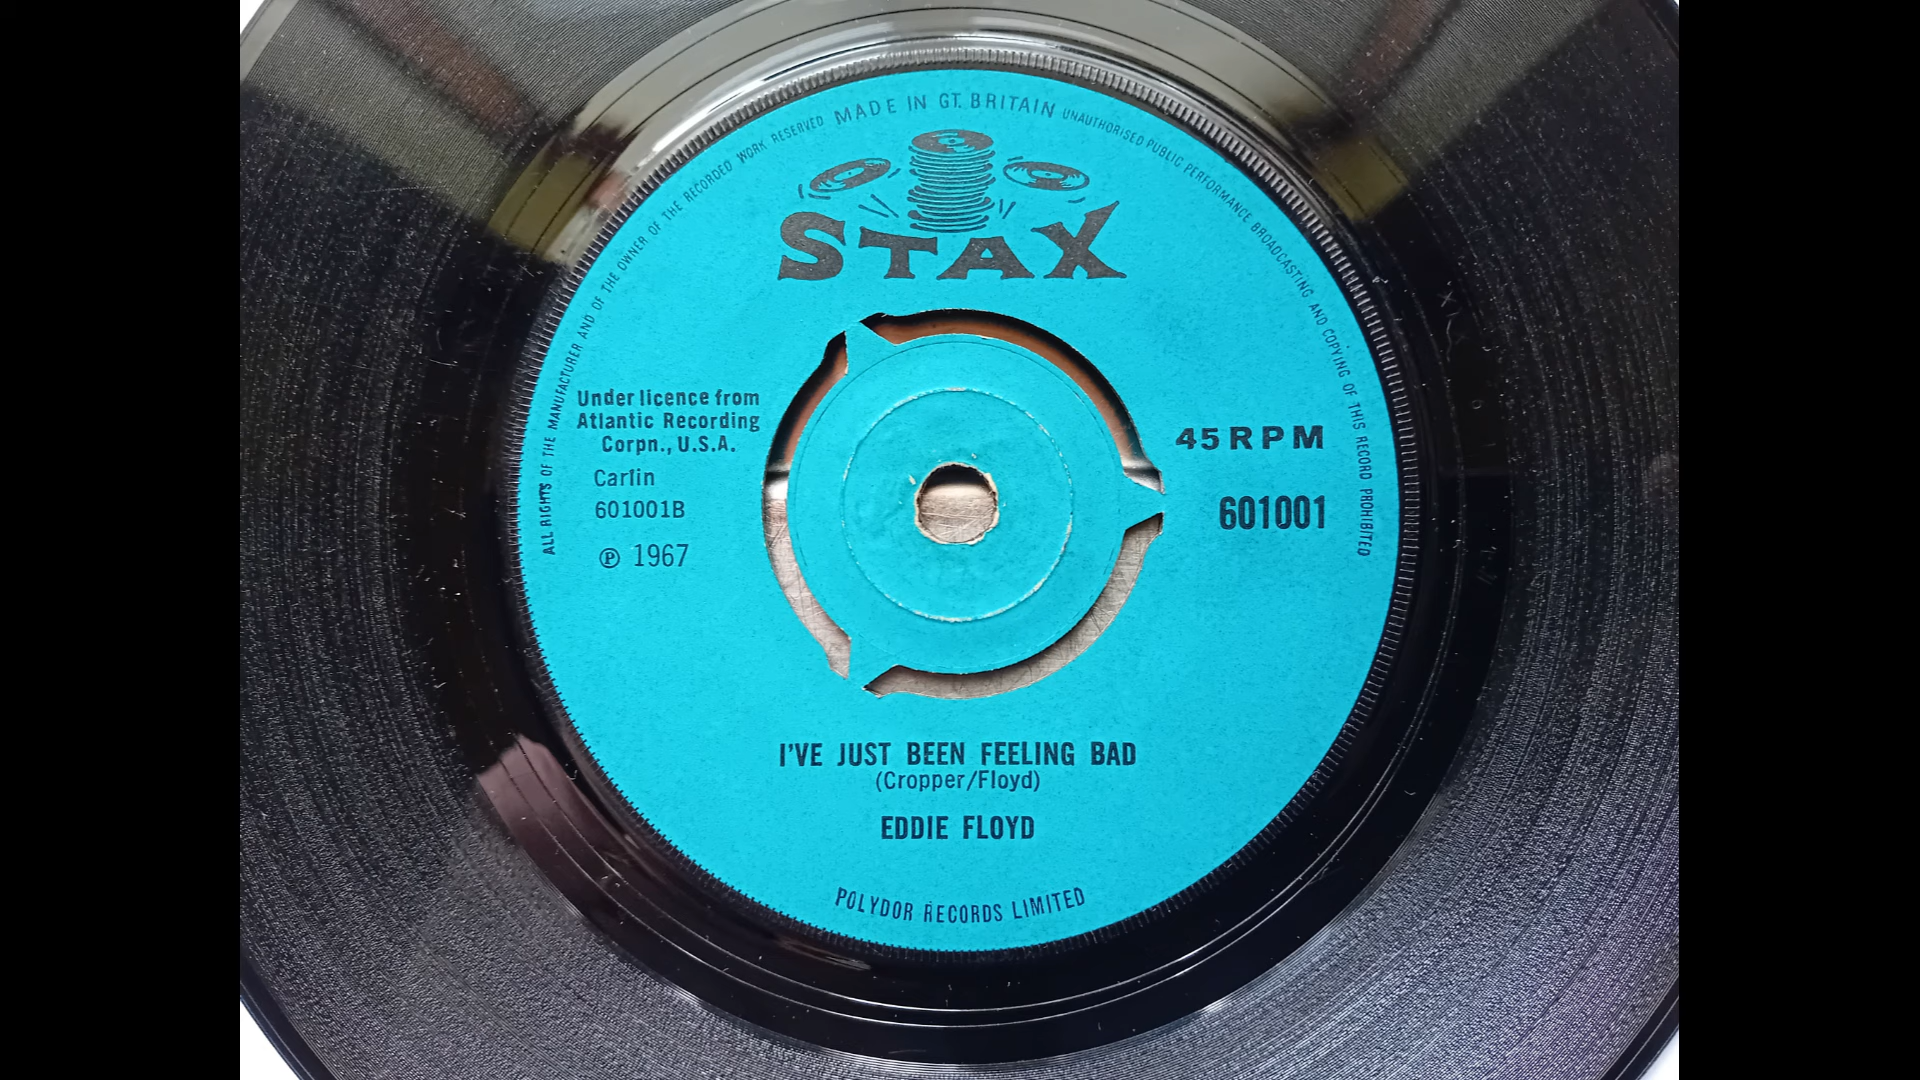 ALL RIGHTS OF THE MANUFACTURER AND OF THE OWNER OF THE RECORDED WORK RESERVED MADE IN GT. BRITAIN UNAUTHORISED PUBLIC PERFORMANCE BROADCASTING AND COPYING OF THIS RECORD PROHIBITED
STAX
Under licence from
Atlantic Recording
Corpn., U.S.A.
Carlin
601001B
℗ 1967
45 RPM
601001
I'VE JUST BEEN FEELING BAD
(Cropper/Floyd)
EDDIE FLOYD
POLYDOR RECORDS LIMITED